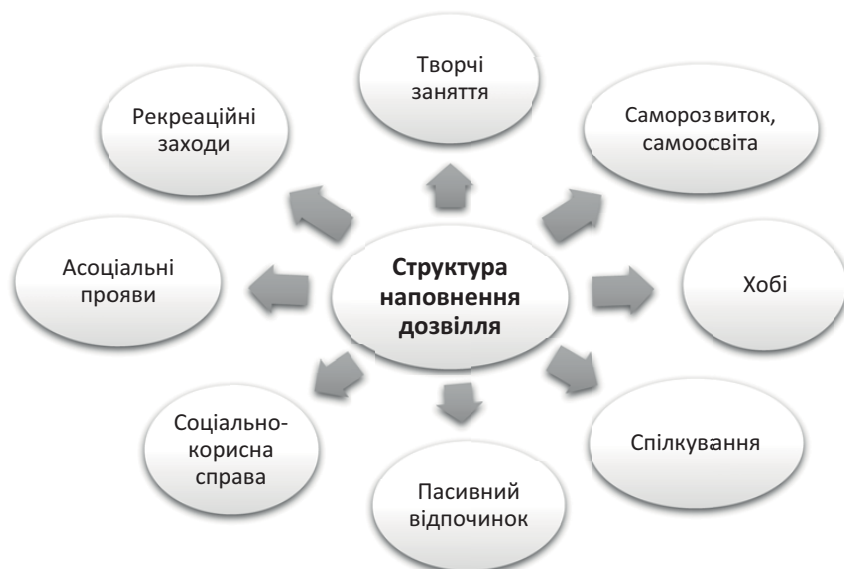 Творчі
заняття
Рекреаційні
заходи
Саморозвиток,
самоосвіта
Асоціальні
прояви
Структура
наповнення
дозвілля
Хобі
Соціально-
корисна
справа
Спілкування
Пасивний
відпочинок